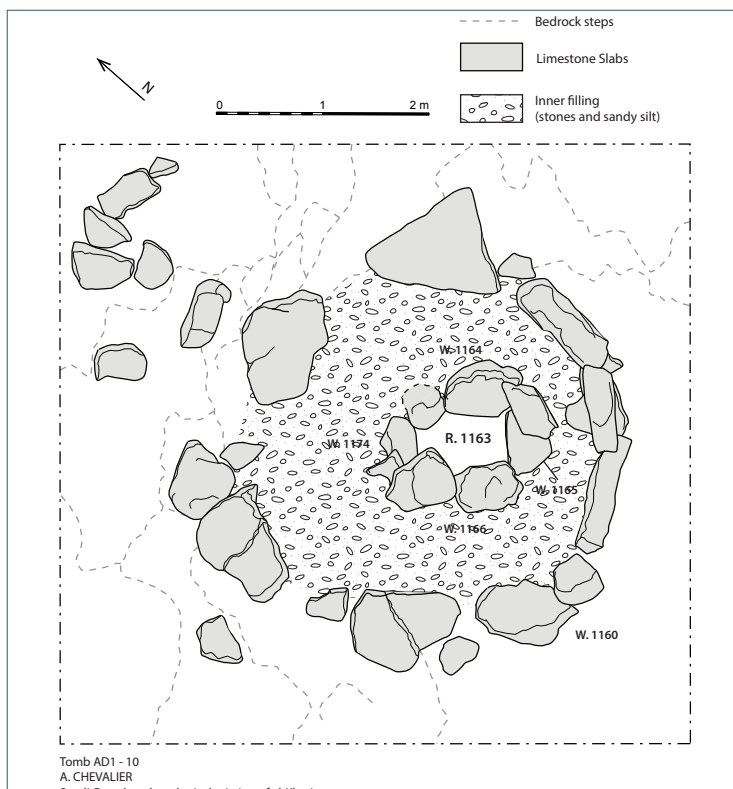 Bedrock steps
Limestone Slabs
Inner filling
(stones and sandy silt)
N
0 1 2 m
W. 1164
R. 1163
W. 1174
W. 1165
W. 1166
W. 1160
Tomb AD1 - 10
A. CHEVALIER